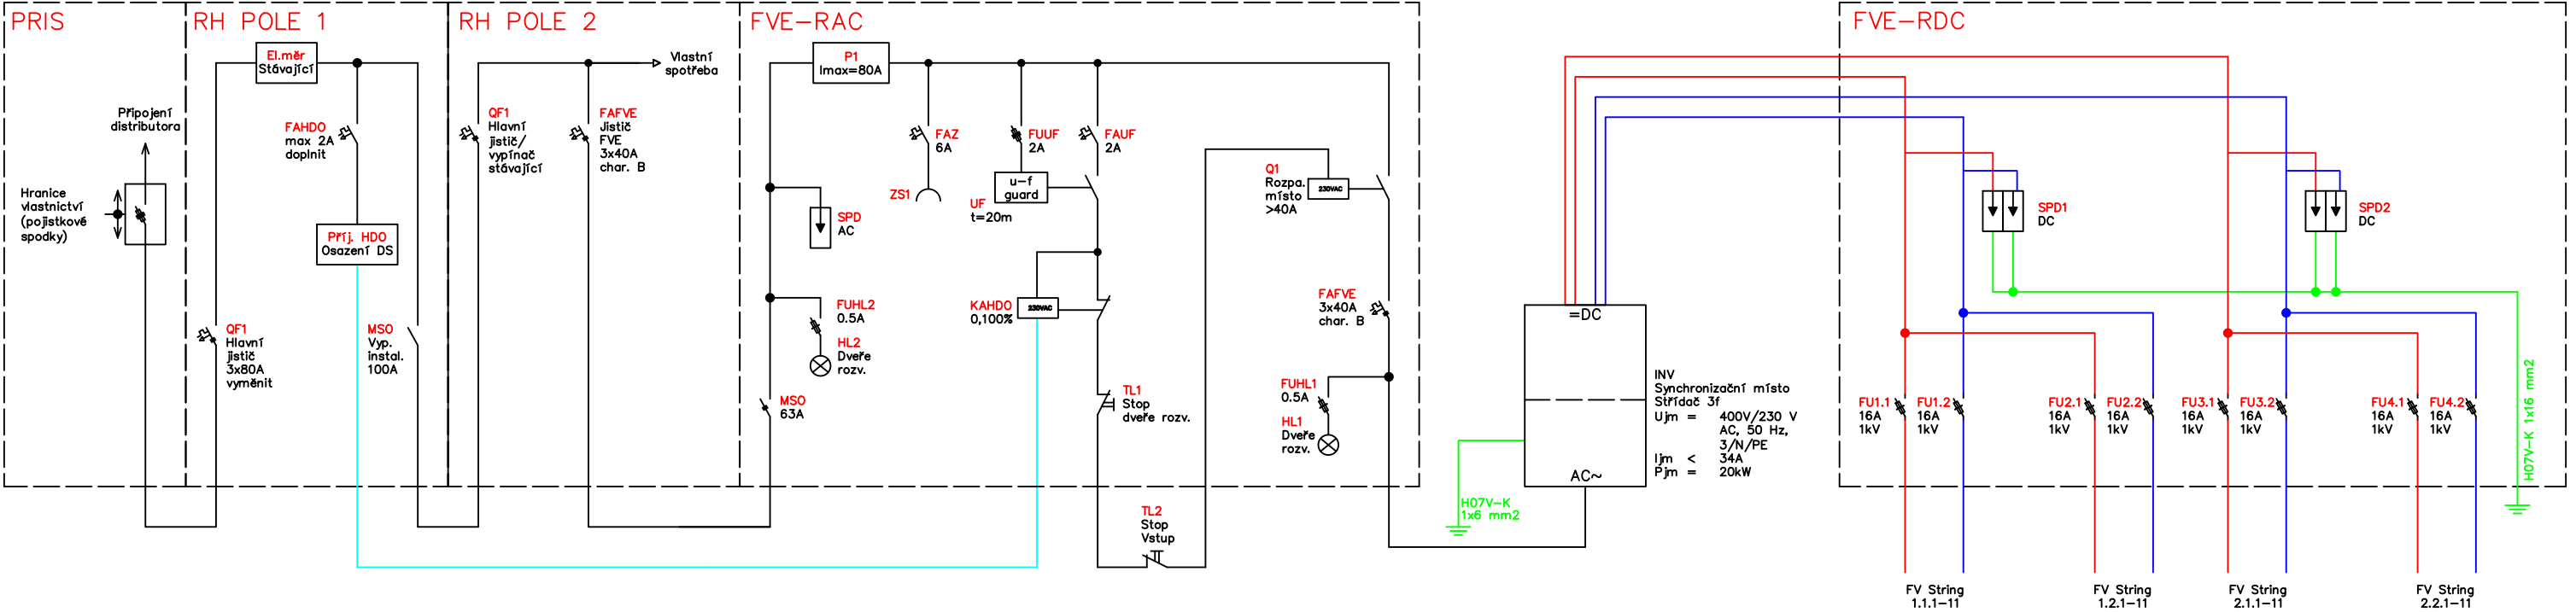 PRIS
Připojení
distributora
Hranice
vlastnictví
(pojistkové
spodky)
RH POLE 1
El.měr
Stávající
FAHDO
max 2A
doplnit
Příj. HDO
Osazení DS
QF1
Hlavní
jistič
3x80A
vyměnit
MSO
Vyp.
instal.
100A
RH POLE 2
Vlastní
spotřeba
QF1
Hlavní
jistič/
vypínač
stávající
FAFVE
Jistič
FVE
3x40A
char. B
FVE-RAC
P1
Imax=80A
FAZ
6A
ZS1
FUUF
2A
u-f
guard
UF
t=20m
FAUF
2A
SPD
AC
FUHL2
0.5A
HL2
Dveře
rozv.
MSO
63A
KAHDO
0,100%
230VAC
TL1
Stop
dveře rozv.
TL2
Stop
Vstup
Q1
Rozpa.
místo
>40A
230VAC
FAFVE
3x40A
char. B
FUHL1
0.5A
HL1
Dveře
rozv.
H07V-K
1x6 mm2
=DC
AC~
INV
Synchronizační místo
Střídač 3f
Ujm = 400V/230 V
AC, 50 Hz,
3/N/PE
Ijm < 34A
Pjm = 20kW
FVE-RDC
SPD1
DC
SPD2
DC
FU1.1
16A
1kV
FU1.2
16A
1kV
FU2.1
16A
1kV
FU2.2
16A
1kV
FU3.1
16A
1kV
FU3.2
16A
1kV
FU4.1
16A
1kV
FU4.2
16A
1kV
H07V-K 1x16 mm2
FV String
1.1.1-11
FV String
1.2.1-11
FV String
2.1.1-11
FV String
2.2.1-11